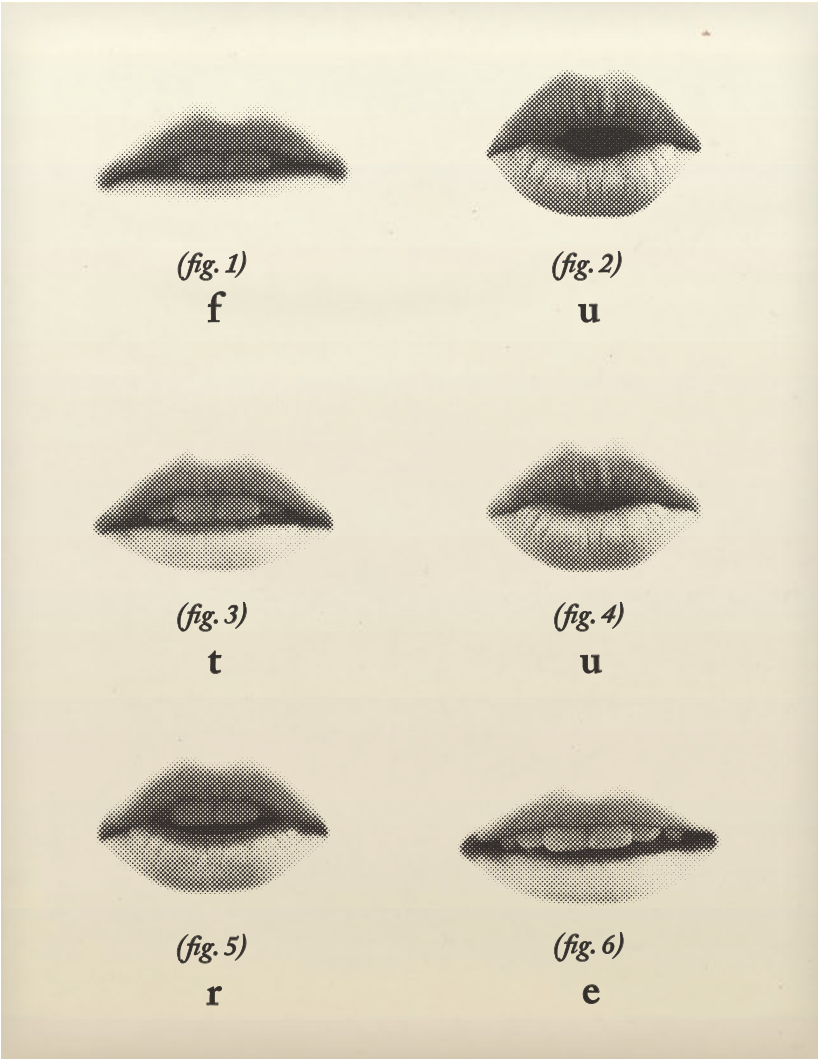 (fig. 1)
f
(fig. 2)
u
(fig. 3)
t
(fig. 4)
u
(fig. 5)
r
(fig. 6)
e